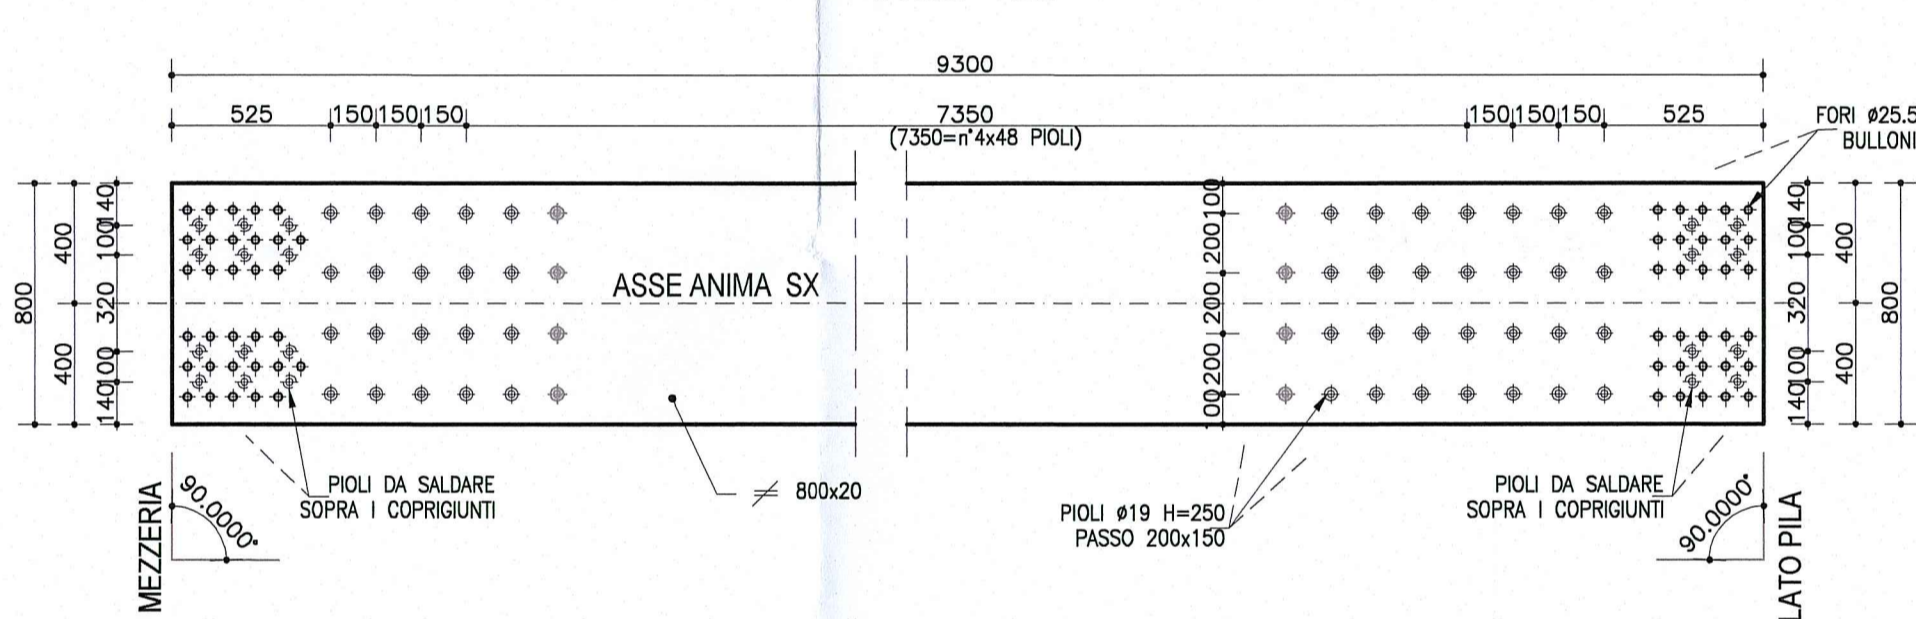 9300
525 150 150 150 7350 150 150 150 525
(7350=n°4x48 PIOLI)
FORI ø25.5
BULLONI
800
400 400
140 100 320 100 140
ASSE ANIMA SX
100 200 200 200 100
140 100 320 100 140
400 400
800
800x20
PIOLI DA SALDARE
SOPRA I COPRIGIUNTI
PIOLI ø19 H=250
PASSO 200x150
PIOLI DA SALDARE
SOPRA I COPRIGIUNTI
MEZZERIA
90.0000°
90.0000°
LATO PILA